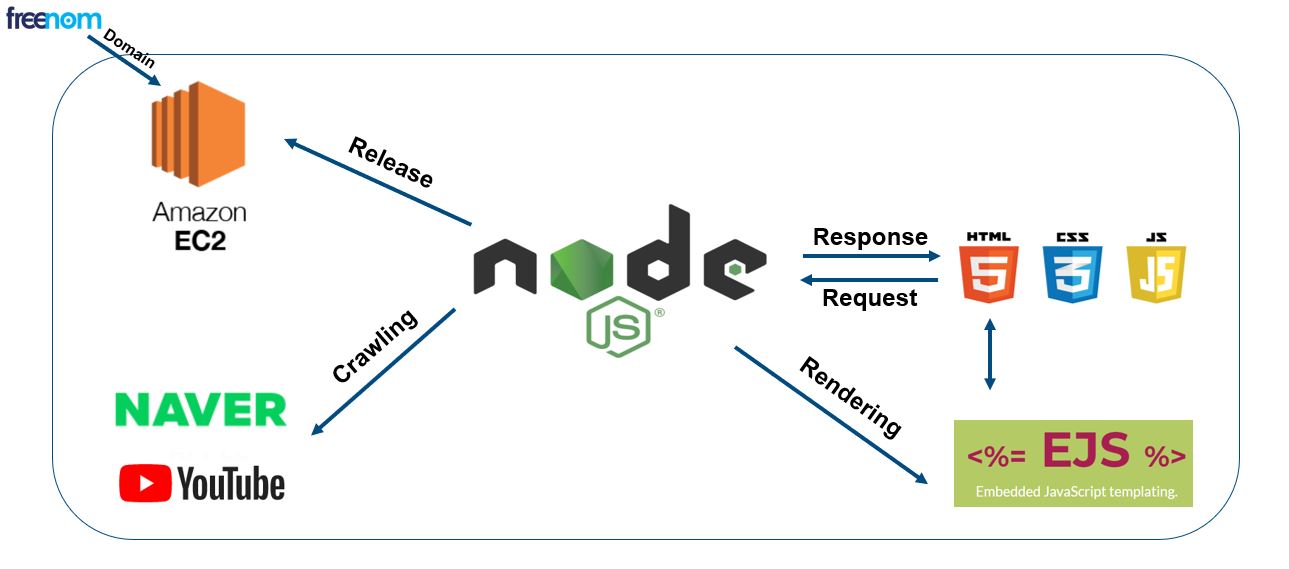 freenom
Domain
Amazon
EC2
Release
node
JS®
Response
Request
HTML
5
CSS
3
JS
JS
Crawling
Rendering
NAVER
YouTube
<%= EJS %>
Embedded JavaScript templating.